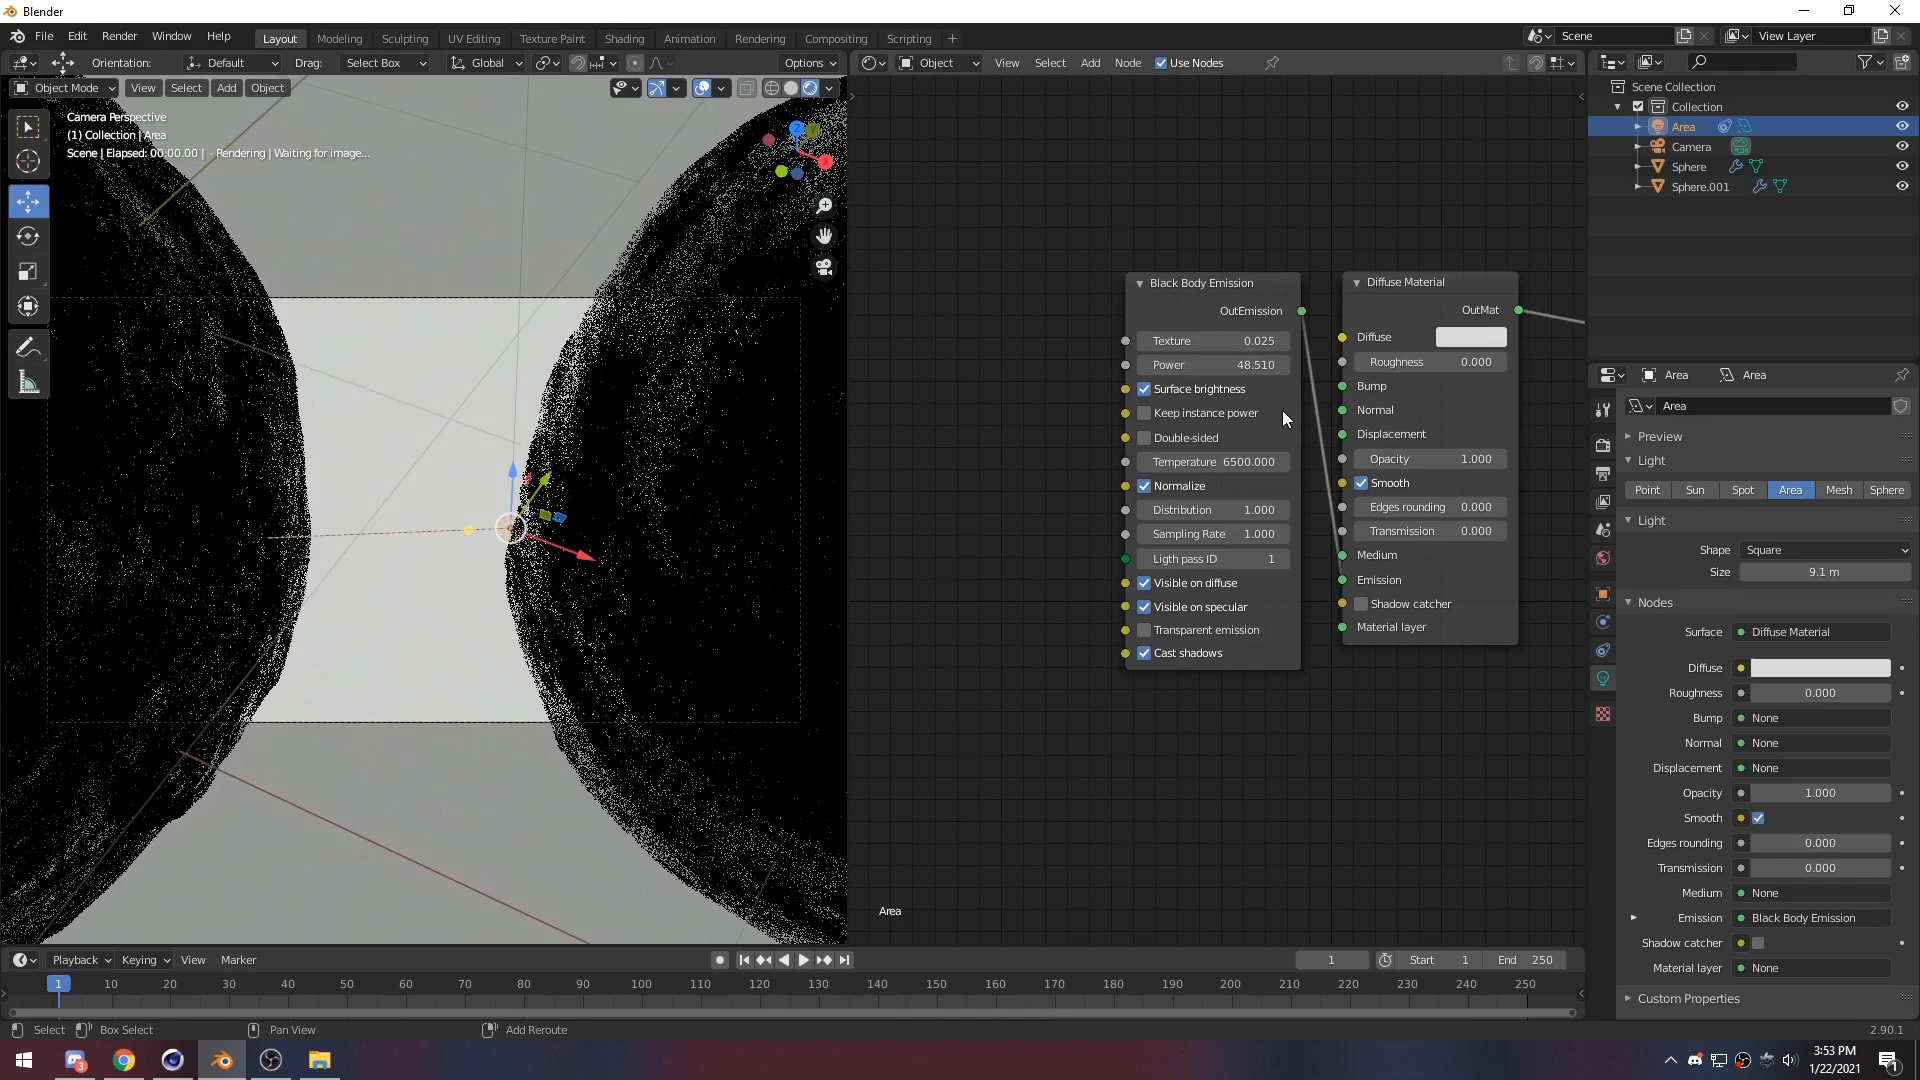 Blender
File Edit Render Window Help
Layout Modeling Sculpting UV Editing Texture Paint Shading Animation Rendering Compositing Scripting +
Scene
View Layer
Orientation: Default Drag: Select Box Global Options
Object View Select Add Node Use Nodes
Object Mode View Select Add Object
Camera Perspective
(1) Collection | Area
Scene | Elapsed: 00:00.00 | - Rendering | Waiting for image...
Z
Y
X
Black Body Emission
OutEmission
Texture 0.025
Power 48.510
Surface brightness
Keep instance power
Double-sided
Temperature 6500.000
Normalize
Distribution 1.000
Sampling Rate 1.000
Ligth pass ID 1
Visible on diffuse
Visible on specular
Transparent emission
Cast shadows
Diffuse Material
OutMat
Diffuse
Roughness 0.000
Bump
Normal
Displacement
Opacity 1.000
Smooth
Edges rounding 0.000
Transmission 0.000
Medium
Emission
Shadow catcher
Material layer
Area
Scene Collection
Collection
Area
Camera
Sphere
Sphere.001
Area Area
Area
Preview
Light
Point Sun Spot Area Mesh Sphere
Light
Shape Square
Size 9.1 m
Nodes
Surface Diffuse Material
Diffuse
Roughness 0.000
Bump None
Normal None
Displacement None
Opacity 1.000
Smooth
Edges rounding 0.000
Transmission 0.000
Medium None
Emission Black Body Emission
Shadow catcher
Material layer None
Custom Properties
Playback Keying View Marker
1 Start 1 End 250
1 10 20 30 40 50 60 70 80 90 100 110 120 130 140 150 160 170 180 190 200 210 220 230 240 250
Select Box Select Pan View Add Reroute
2.90.1
3
3:53 PM
1/22/2021
1